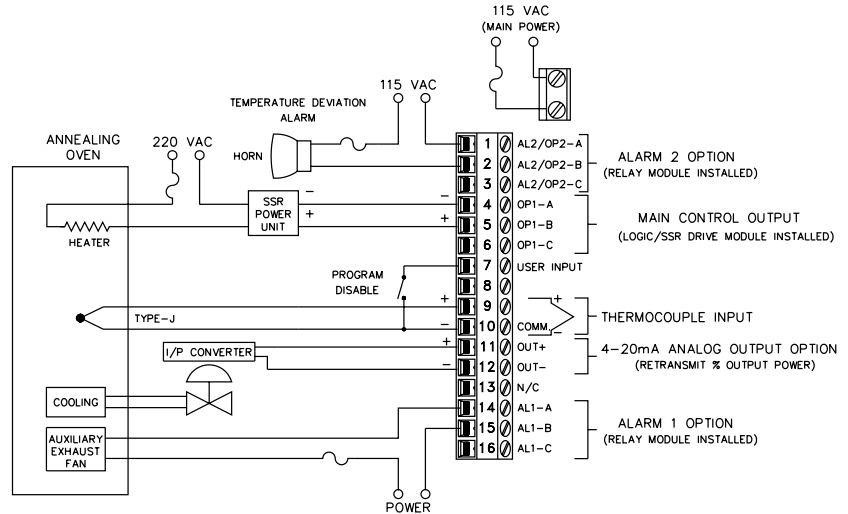 115 VAC
(MAIN POWER)
115 VAC
TEMPERATURE DEVIATION
ALARM
HORN
ANNEALING
OVEN
220 VAC
SSR
POWER
UNIT
−
+
−
+
HEATER
PROGRAM
DISABLE
TYPE-J
+
−
I/P CONVERTER
+
−
COOLING
AUXILIARY
EXHAUST
FAN
POWER
1 AL2/OP2-A
2 AL2/OP2-B
3 AL2/OP2-C
4 OP1-A
5 OP1-B
6 OP1-C
7 USER INPUT
8
9 +
10 COMM. −
11 OUT+
12 OUT-
13 N/C
14 AL1-A
15 AL1-B
16 AL1-C
ALARM 2 OPTION
(RELAY MODULE INSTALLED)
MAIN CONTROL OUTPUT
(LOGIC/SSR DRIVE MODULE INSTALLED)
THERMOCOUPLE INPUT
4-20mA ANALOG OUTPUT OPTION
(RETRANSMIT % OUTPUT POWER)
ALARM 1 OPTION
(RELAY MODULE INSTALLED)